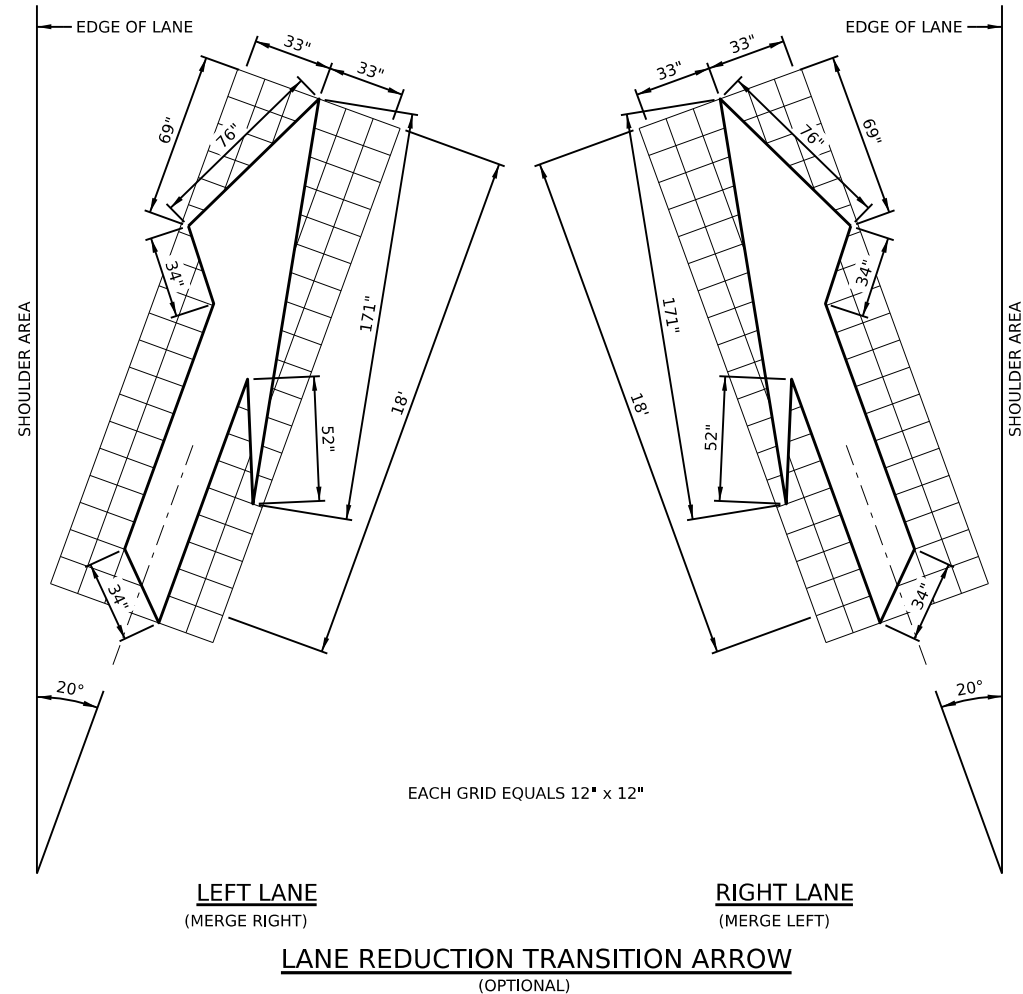 EDGE OF LANE
EDGE OF LANE
33"
33"
33"
33"
69"
76"
76"
69"
34"
34"
SHOULDER AREA
171"
18'
171"
18'
SHOULDER AREA
52"
52"
34"
34"
20°
20°
EACH GRID EQUALS 12" x 12"
LEFT LANE
(MERGE RIGHT)
RIGHT LANE
(MERGE LEFT)
LANE REDUCTION TRANSITION ARROW
(OPTIONAL)